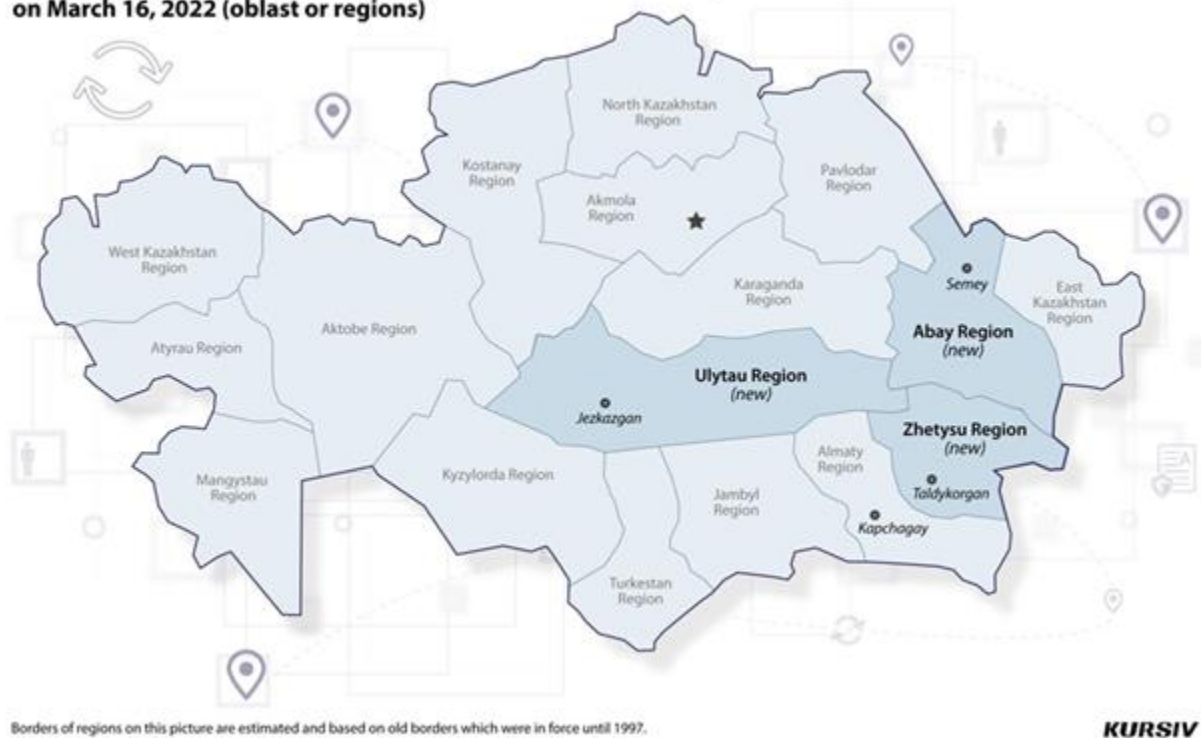 on March 16, 2022 (oblast or regions)
North Kazakhstan
Region
Kostanay
Region
Pavlodar
Region
Akmola
Region
West Kazakhstan
Region
Semey
Karaganda
Region
East
Kazakhstan
Region
Aktobe Region
Abay Region
(new)
Atyrau Region
Ulytau Region
(new)
Jezkazgan
Zhetysu Region
(new)
Almaty
Region
Kyzylorda Region
Mangystau
Region
Taldykorgan
Jambyl
Region
Kapchagay
Turkestan
Region
A
Borders of regions on this picture are estimated and based on old borders which were in force until 1997.
KURSIV